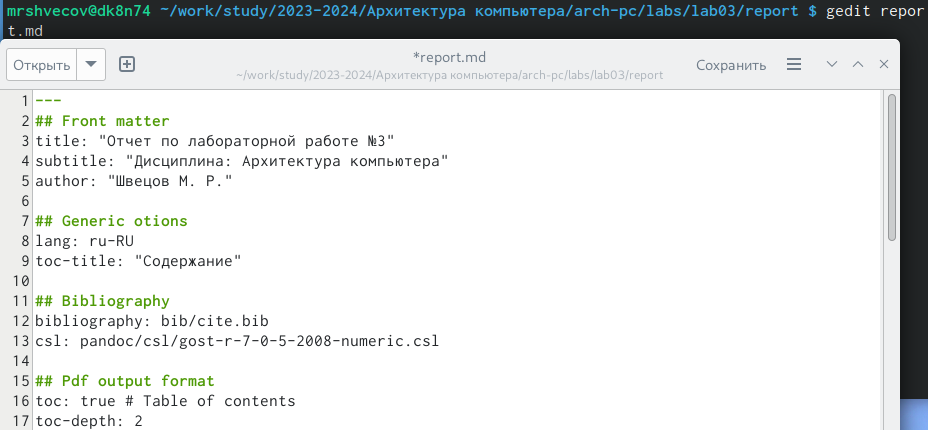 mrshvecov@dk8n74 ~/work/study/2023-2024/Архитектура компьютера/arch-pc/labs/lab03/report $ gedit repor
t.md
Открыть
*report.md
~/work/study/2023-2024/Архитектура компьютера/arch-pc/labs/lab03/report
Сохранить
1 ---
2 ## Front matter
3 title: "Отчет по лабораторной работе №3"
4 subtitle: "Дисциплина: Архитектура компьютера"
5 author: "Швецов М. Р."
6
7 ## Generic otions
8 lang: ru-RU
9 toc-title: "Содержание"
10
11 ## Bibliography
12 bibliography: bib/cite.bib
13 csl: pandoc/csl/gost-r-7-0-5-2008-numeric.csl
14
15 ## Pdf output format
16 toc: true # Table of contents
17 toc-depth: 2